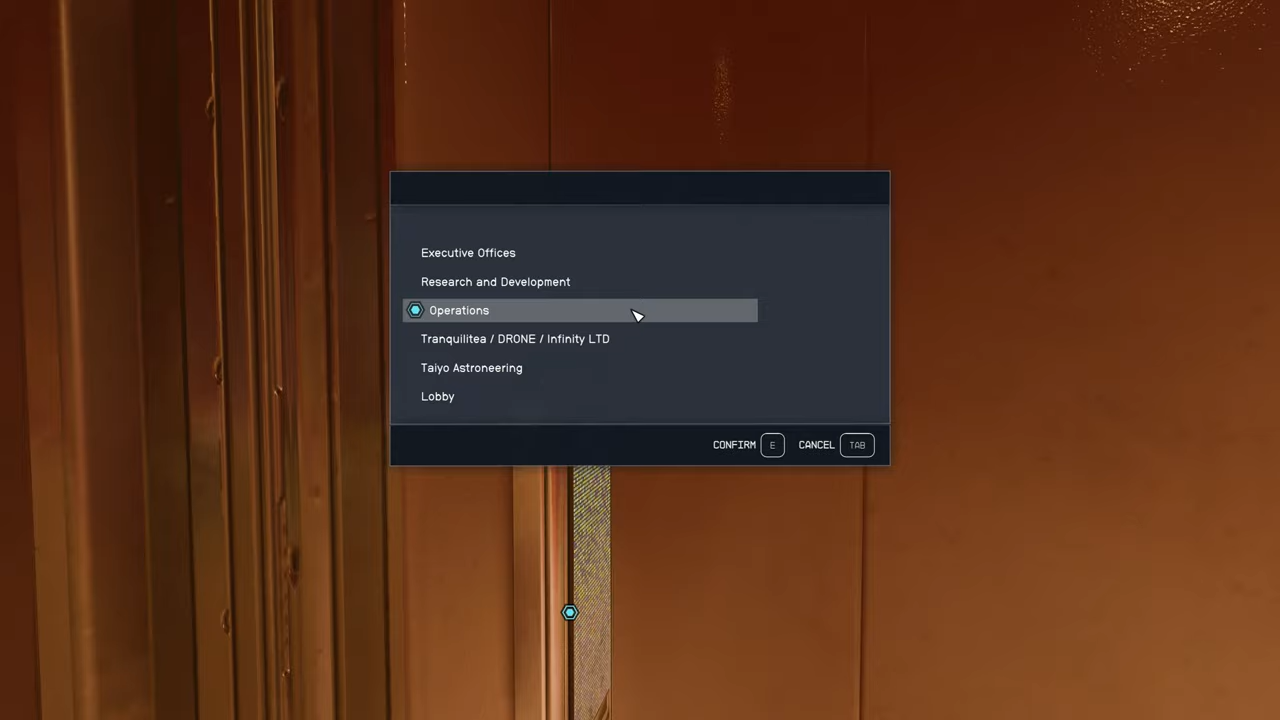 Executive Offices
Research and Development
Operations
Tranquilitea / DRONE / Infinity LTD
Taiyo Astroneering
Lobby
CONFIRM E CANCEL TAB